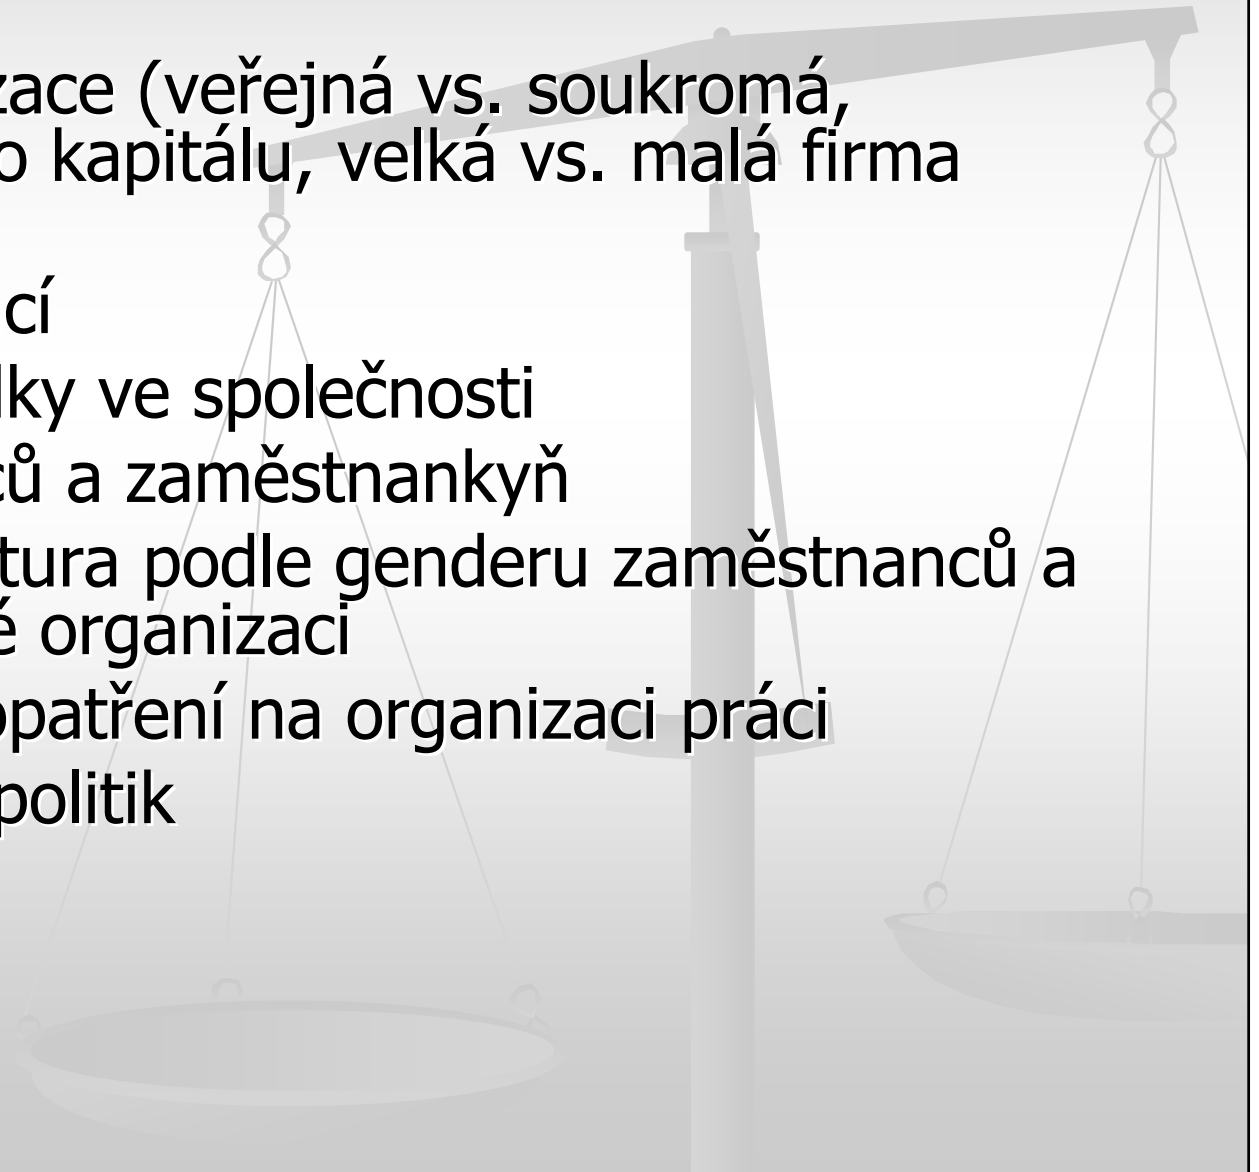 zace (veřejná vs. soukromá,
o kapitálu, velká vs. malá firma
cí
lky ve společnosti
ců a zaměstnankyň
tura podle genderu zaměstnanců a
é organizaci
opatření na organizaci práci
politik